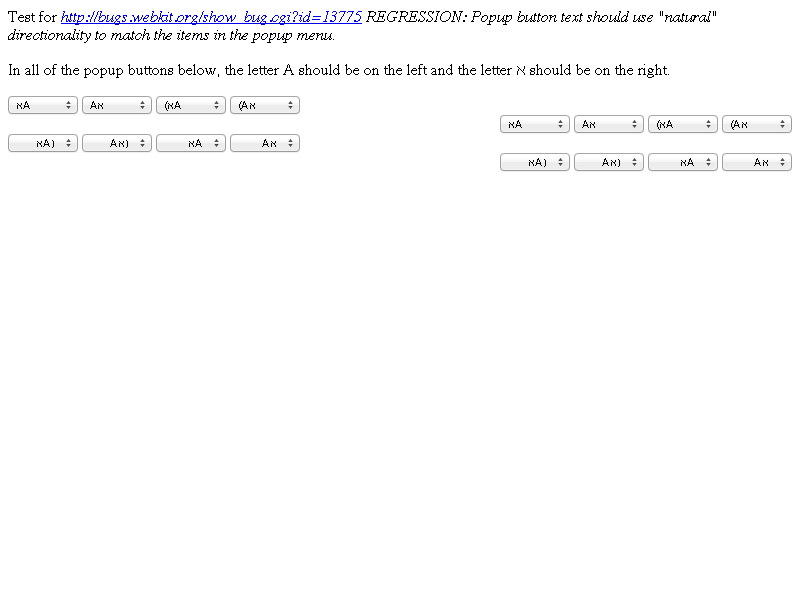 Test for http://bugs.webkit.org/show_bug.cgi?id=13775 REGRESSION: Popup button text should use "natural"
directionality to match the items in the popup menu.
In all of the popup buttons below, the letter A should be on the left and the letter א should be on the right.
אA Aא (אA (Aא
אA Aא (אA (Aא
אA) Aא) אA Aא
אA) Aא) אA Aא